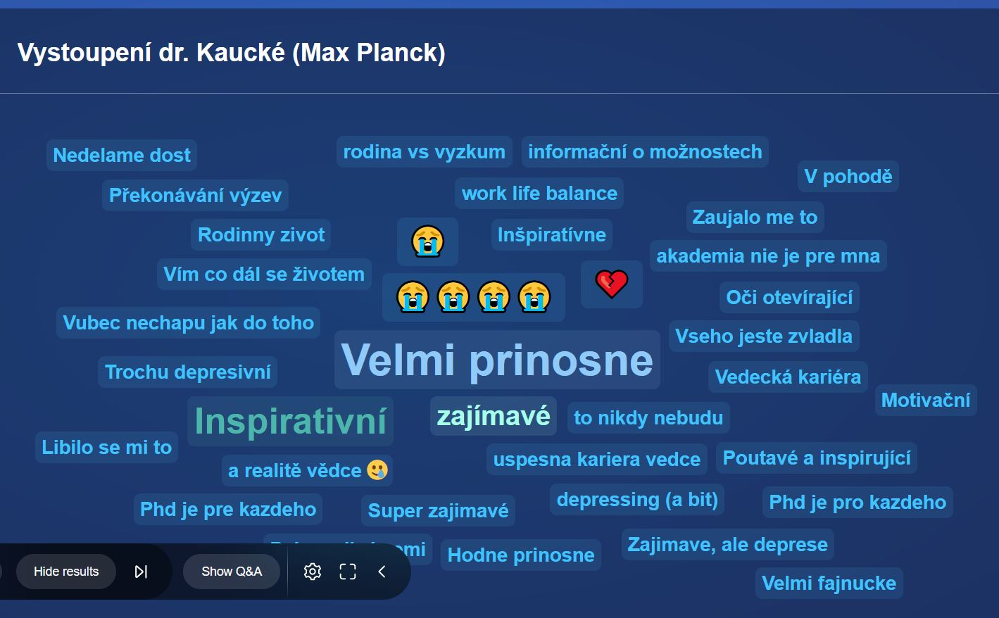 Vystoupení dr. Kaucké (Max Planck)
Nedelame dost
rodina vs vyzkum
informační o možnostech
V pohodě
Překonávání výzev
work life balance
Zaujalo me to
Rodinny zivot
😭
Inšpiratívne
akademia nie je pre mna
Vím co dál se životem
😭😭😭😭
💔
Oči otevírající
Vubec nechapu jak do toho
Velmi prinosne
Vseho jeste zvladla
Trochu depresivní
Vedecká kariéra
Motivační
Inspirativní
zajímavé
to nikdy nebudu
Libilo se mi to
a realitě vědce 🥲
uspesna kariera vedce
Poutavé a inspirující
Phd je pre kazdeho
Super zajimavé
depressing (a bit)
Phd je pro kazdeho
Hodne prinosne
Zajimave, ale deprese
Velmi fajnucke
Hide results
Show Q&A